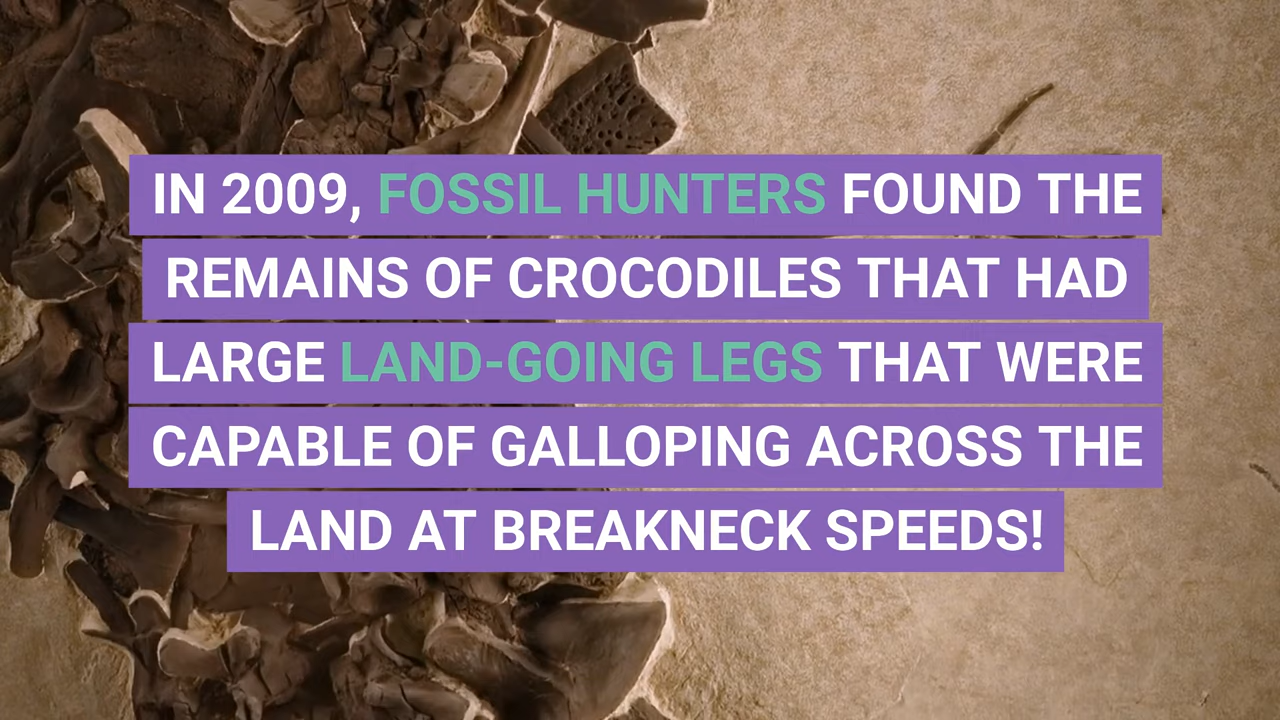 IN 2009, FOSSIL HUNTERS FOUND THE
REMAINS OF CROCODILES THAT HAD
LARGE LAND-GOING LEGS THAT WERE
CAPABLE OF GALLOPING ACROSS THE
LAND AT BREAKNECK SPEEDS!